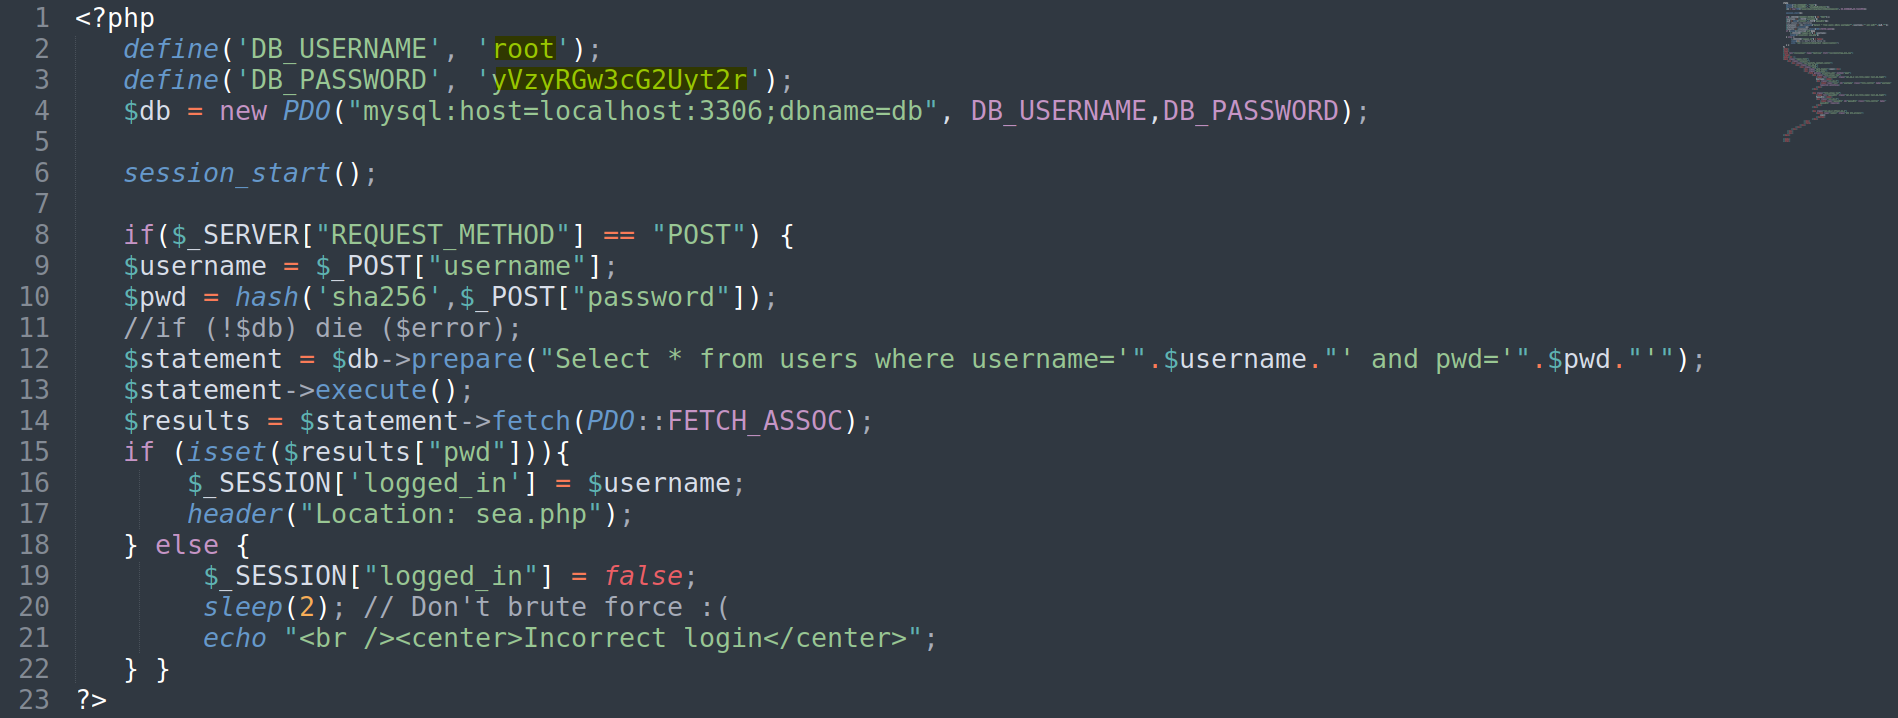 1 <?php
2 define('DB_USERNAME', 'root');
3 define('DB_PASSWORD', 'yVzyRGw3cG2Uyt2r');
4 $db = new PDO("mysql:host=localhost:3306;dbname=db", DB_USERNAME,DB_PASSWORD);
5
6 session_start();
7
8 if($_SERVER["REQUEST_METHOD"] == "POST") {
9 $username = $_POST["username"];
10 $pwd = hash('sha256',$_POST["password"]);
11 //if (!$db) die ($error);
12 $statement = $db->prepare("Select * from users where username='".$username."' and pwd='".$pwd."'");
13 $statement->execute();
14 $results = $statement->fetch(PDO::FETCH_ASSOC);
15 if (isset($results["pwd"])){
16 $_SESSION['logged_in'] = $username;
17 header("Location: sea.php");
18 } else {
19 $_SESSION["logged_in"] = false;
20 sleep(2); // Don't brute force :(
21 echo "<br /><center>Incorrect login</center>";
22 } }
23 ?>